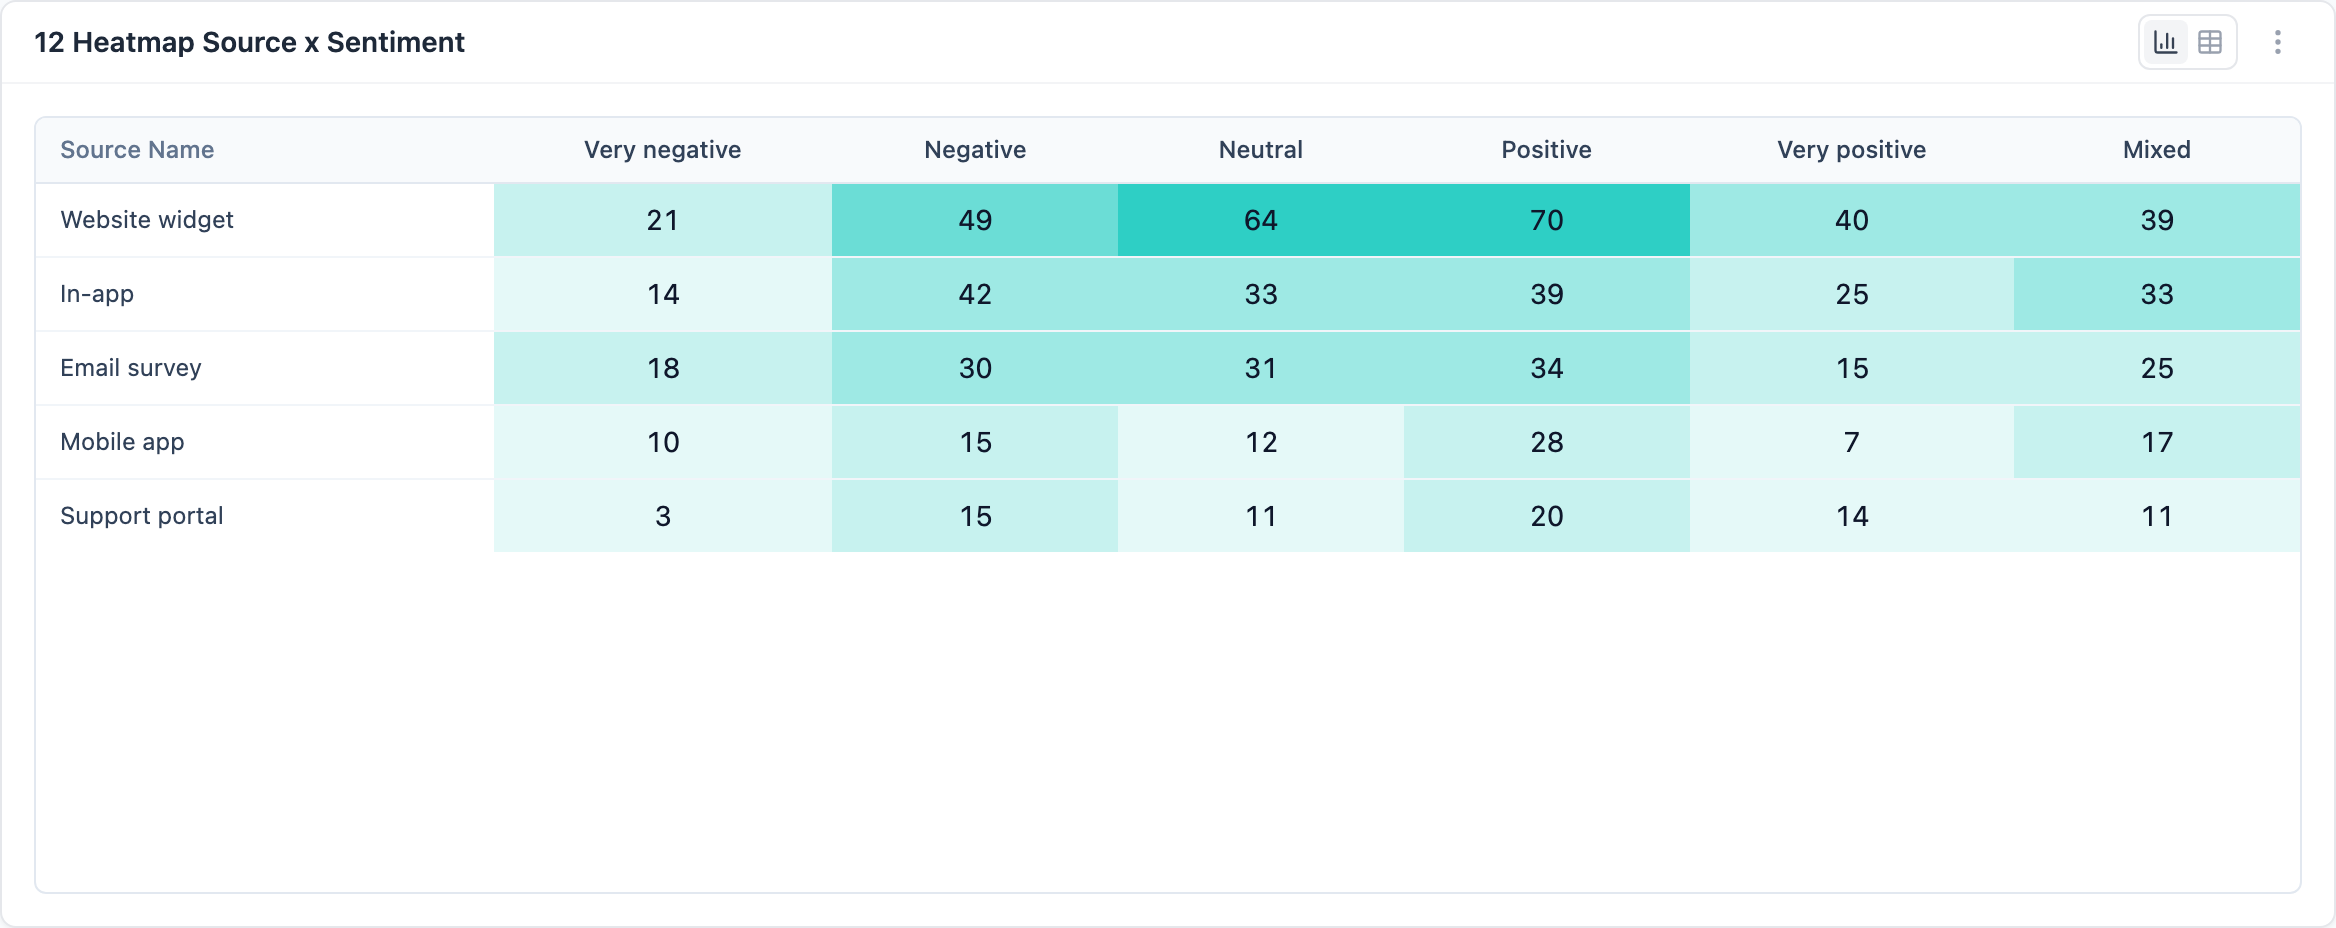 12 Heatmap Source x Sentiment
Source Name Very negative Negative Neutral Positive Very positive Mixed
Website widget 21 49 64 70 40 39
In-app 14 42 33 39 25 33
Email survey 18 30 31 34 15 25
Mobile app 10 15 12 28 7 17
Support portal 3 15 11 20 14 11